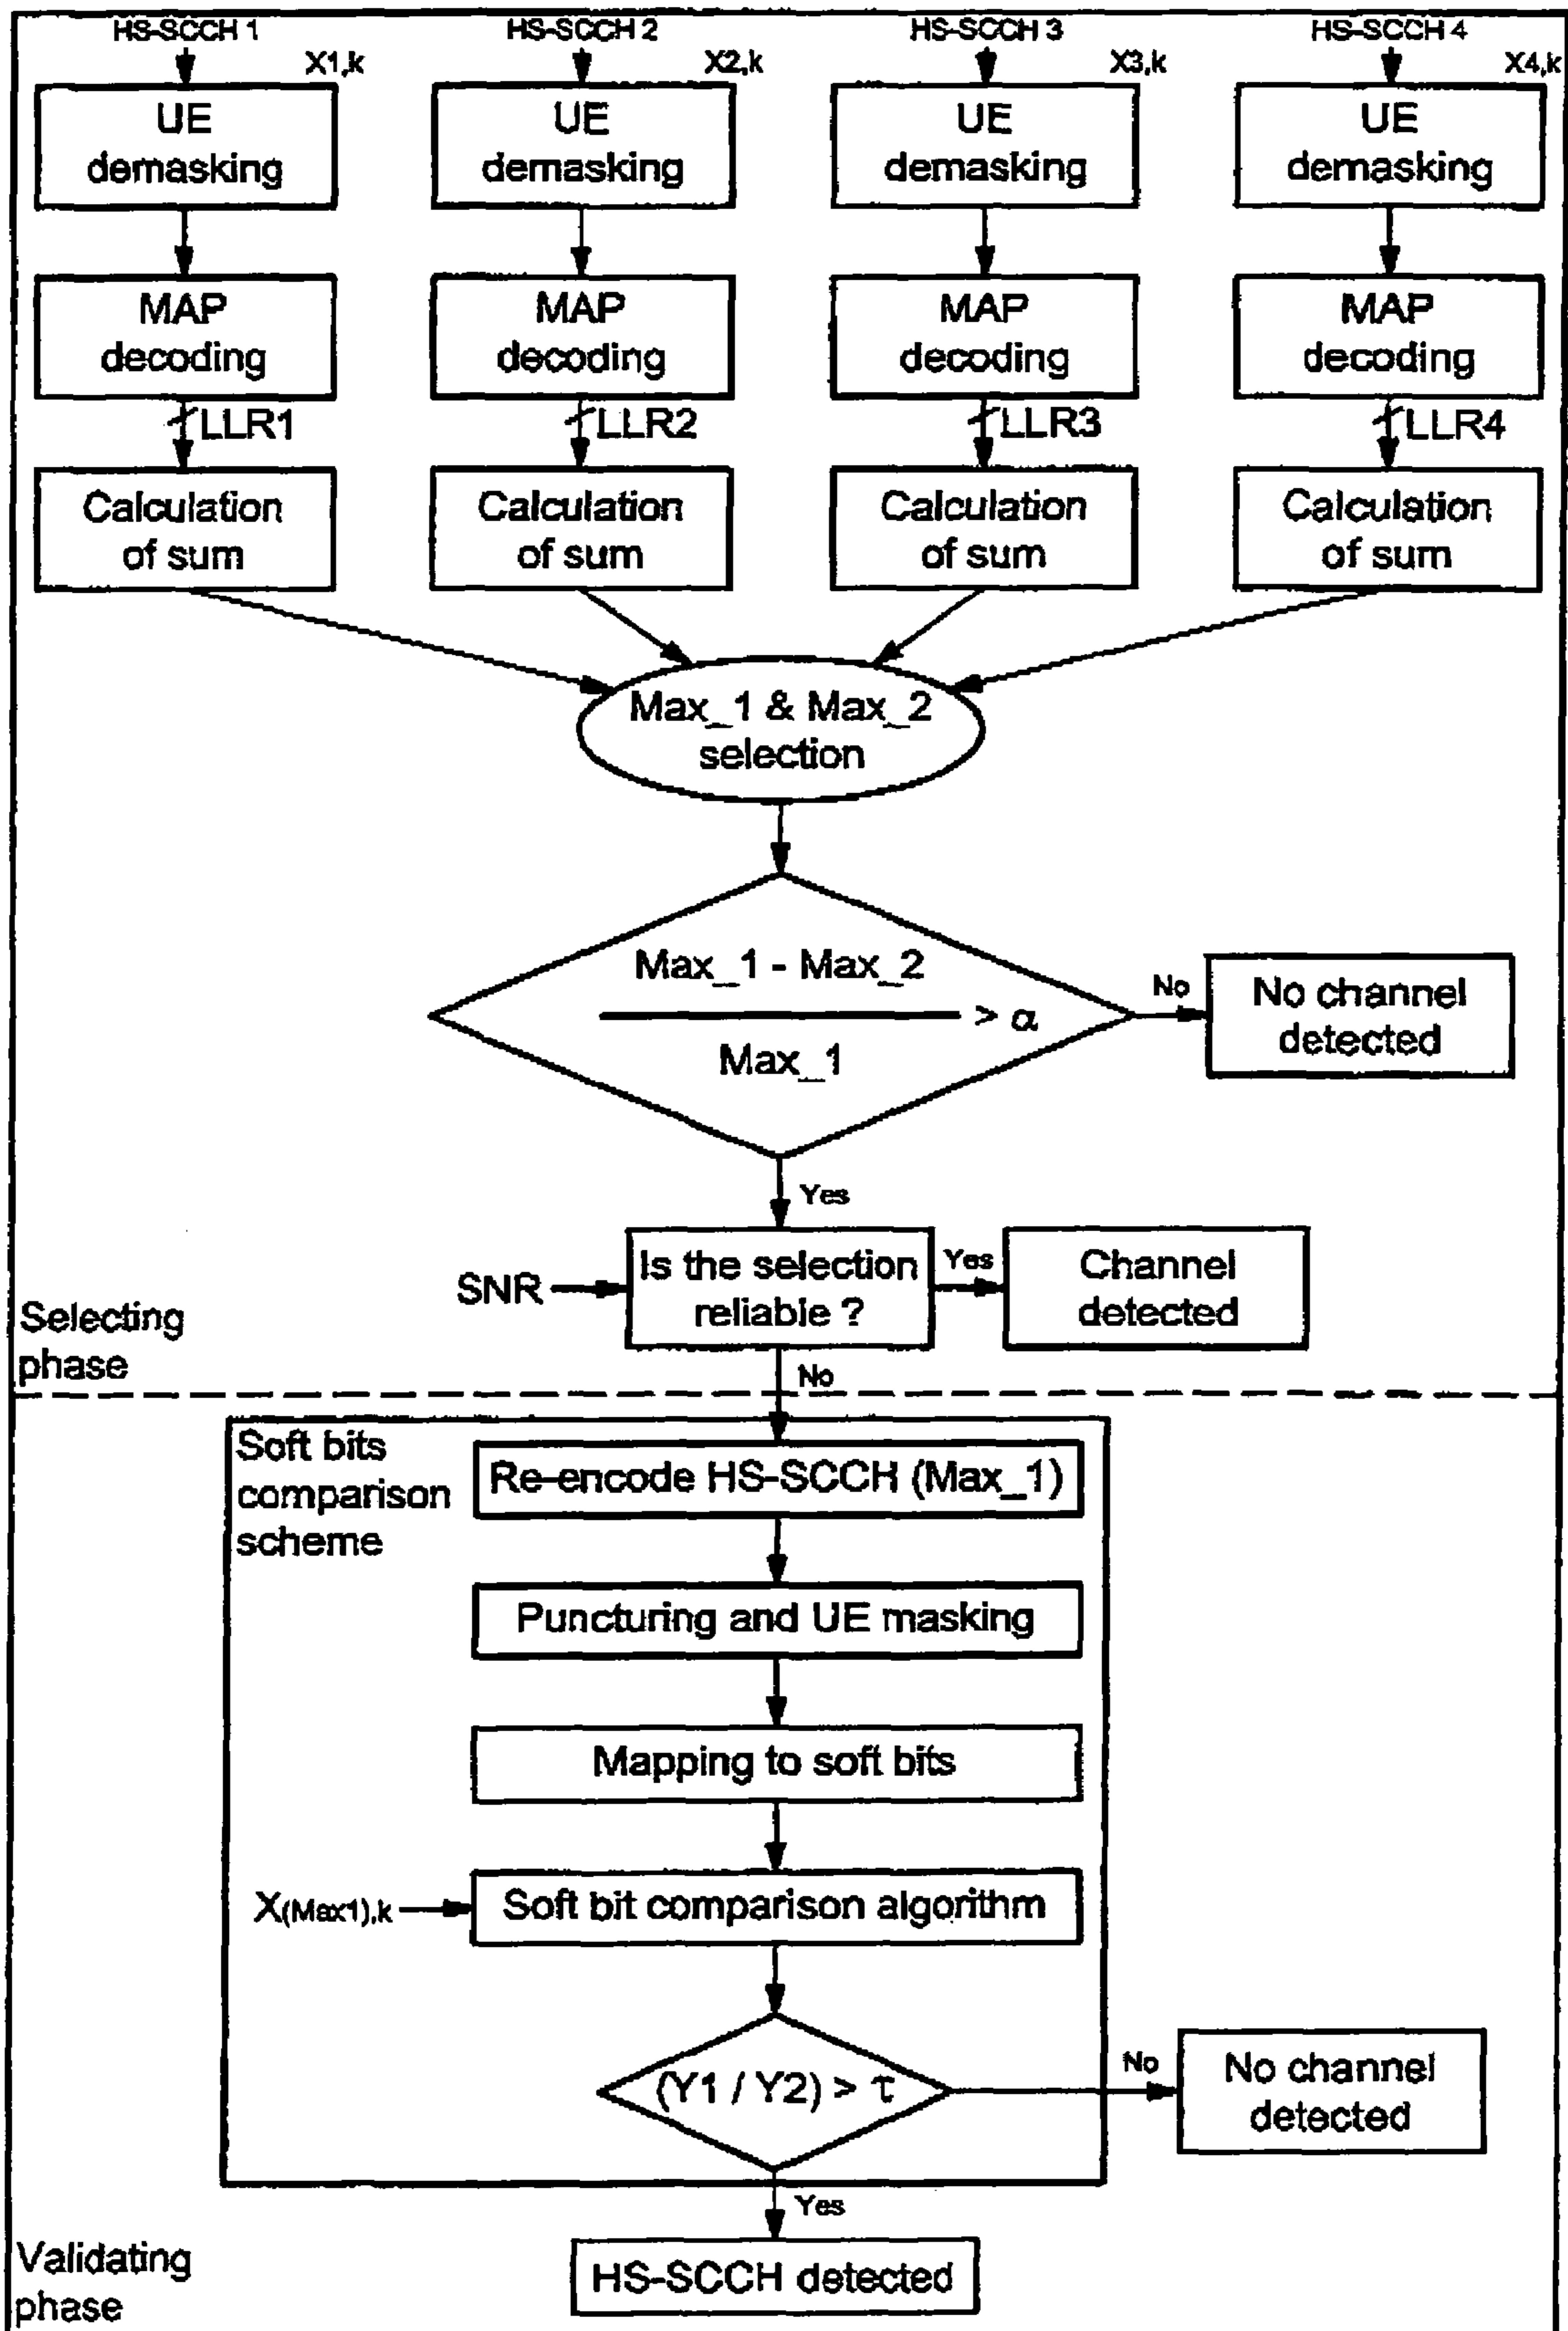 HS-SCCH 1 HS-SCCH 2 HS-SCCH 3 HS-SCCH 4
X1,k X2,k X3,k X4,k
UE
demasking
UE
demasking
UE
demasking
UE
demasking
MAP
decoding
MAP
decoding
MAP
decoding
MAP
decoding
LLR1 LLR2 LLR3 LLR4
Calculation
of sum
Calculation
of sum
Calculation
of sum
Calculation
of sum
Max_1 & Max_2
selection
Max_1 - Max_2
> α
Max_1
No
No channel
detected
Yes
SNR
Is the selection
reliable ?
Yes
Channel
detected
Selecting
phase
No
Soft bits
comparison
scheme
Re-encode HS-SCCH (Max_1)
Puncturing and UE masking
Mapping to soft bits
X(Max1),k
Soft bit comparison algorithm
(Y1 / Y2) > τ
No
No channel
detected
Yes
HS-SCCH detected
Validating
phase